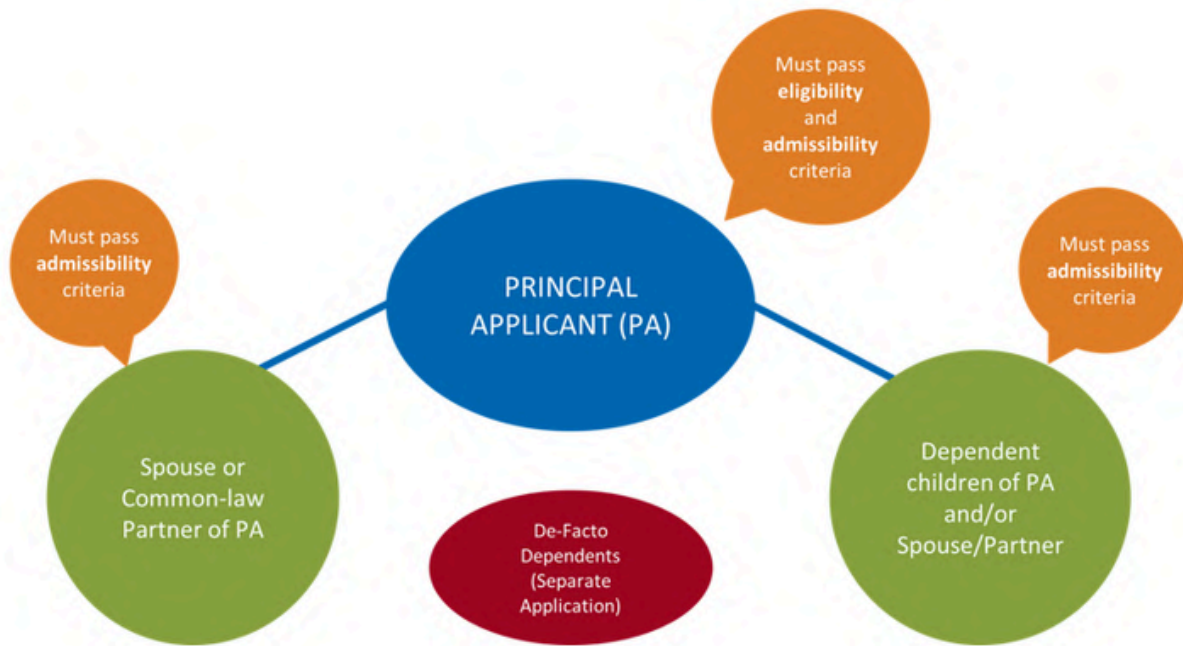 Must pass
eligibility
and
admissibility
criteria
Must pass
admissibility
criteria
PRINCIPAL
APPLICANT (PA)
Must pass
admissibility
criteria
Spouse or
Common-law
Partner of PA
De-Facto
Dependents
(Separate
Application)
Dependent
children of PA
and/or
Spouse/Partner